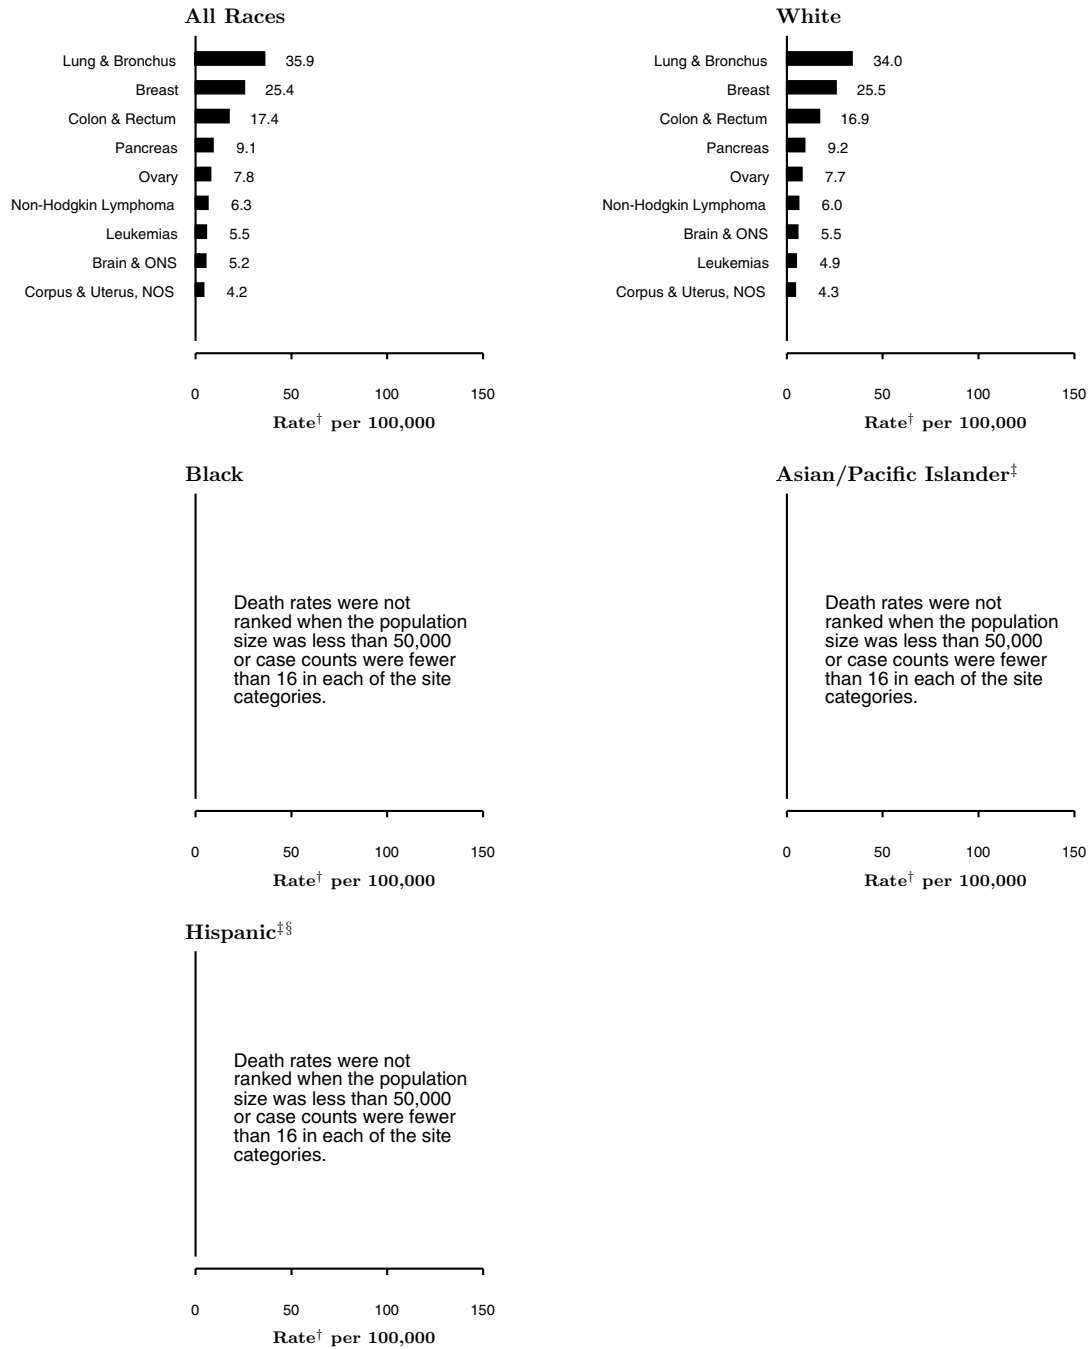 All Races
Lung & Bronchus 35.9
Breast 25.4
Colon & Rectum 17.4
Pancreas 9.1
Ovary 7.8
Non-Hodgkin Lymphoma 6.3
Leukemias 5.5
Brain & ONS 5.2
Corpus & Uterus, NOS 4.2
0 50 100 150
Rate† per 100,000
White
Lung & Bronchus 34.0
Breast 25.5
Colon & Rectum 16.9
Pancreas 9.2
Ovary 7.7
Non-Hodgkin Lymphoma 6.0
Brain & ONS 5.5
Leukemias 4.9
Corpus & Uterus, NOS 4.3
0 50 100 150
Rate† per 100,000
Black
Death rates were not
ranked when the population
size was less than 50,000
or case counts were fewer
than 16 in each of the site
categories.
0 50 100 150
Rate† per 100,000
Asian/Pacific Islander‡
Death rates were not
ranked when the population
size was less than 50,000
or case counts were fewer
than 16 in each of the site
categories.
0 50 100 150
Rate† per 100,000
Hispanic‡§
Death rates were not
ranked when the population
size was less than 50,000
or case counts were fewer
than 16 in each of the site
categories.
0 50 100 150
Rate† per 100,000